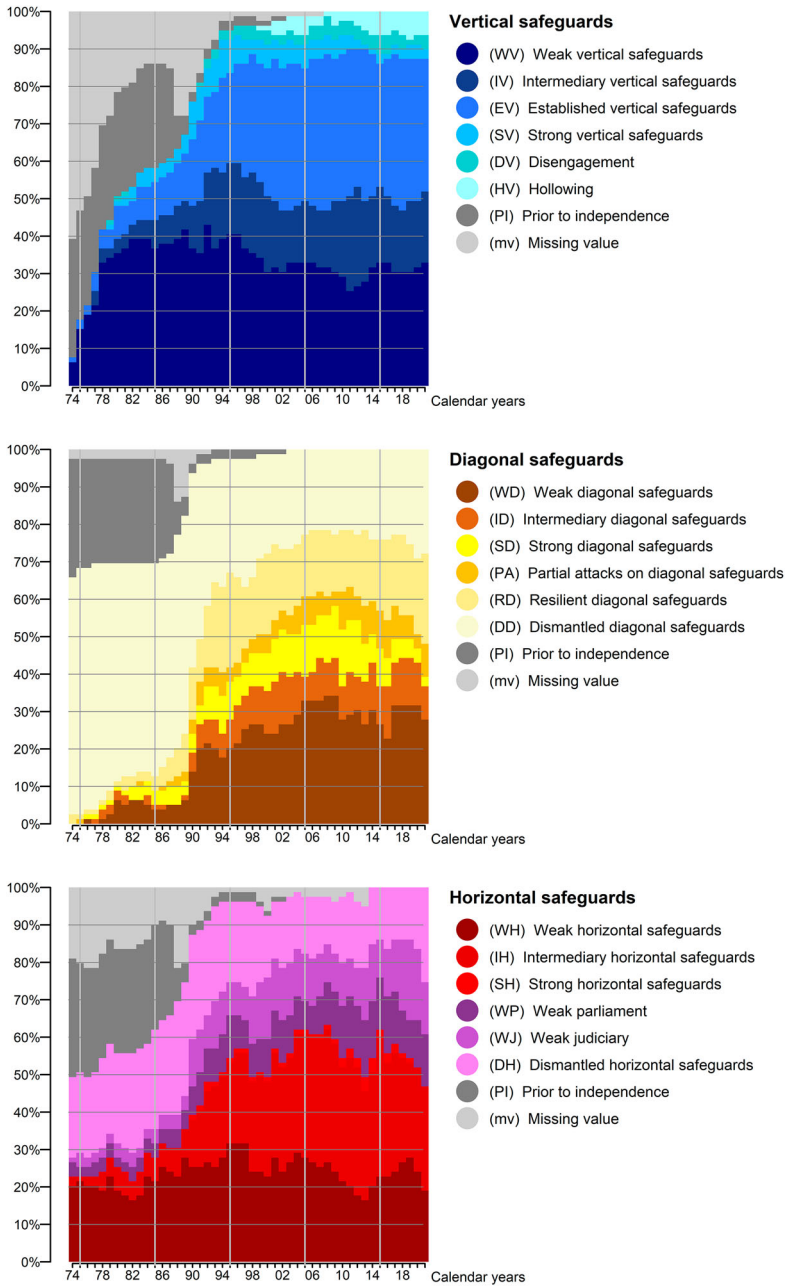 100%
90%
80%
70%
60%
50%
40%
30%
20%
10%
0%
74 78 82 86 90 94 98 02 06 10 14 18
Calendar years
Vertical safeguards
(WV) Weak vertical safeguards
(IV) Intermediary vertical safeguards
(EV) Established vertical safeguards
(SV) Strong vertical safeguards
(DV) Disengagement
(HV) Hollowing
(PI) Prior to independence
(mv) Missing value
100%
90%
80%
70%
60%
50%
40%
30%
20%
10%
0%
74 78 82 86 90 94 98 02 06 10 14 18
Calendar years
Diagonal safeguards
(WD) Weak diagonal safeguards
(ID) Intermediary diagonal safeguards
(SD) Strong diagonal safeguards
(PA) Partial attacks on diagonal safeguards
(RD) Resilient diagonal safeguards
(DD) Dismantled diagonal safeguards
(PI) Prior to independence
(mv) Missing value
100%
90%
80%
70%
60%
50%
40%
30%
20%
10%
0%
74 78 82 86 90 94 98 02 06 10 14 18
Calendar years
Horizontal safeguards
(WH) Weak horizontal safeguards
(IH) Intermediary horizontal safeguards
(SH) Strong horizontal safeguards
(WP) Weak parliament
(WJ) Weak judiciary
(DH) Dismantled horizontal safeguards
(PI) Prior to independence
(mv) Missing value